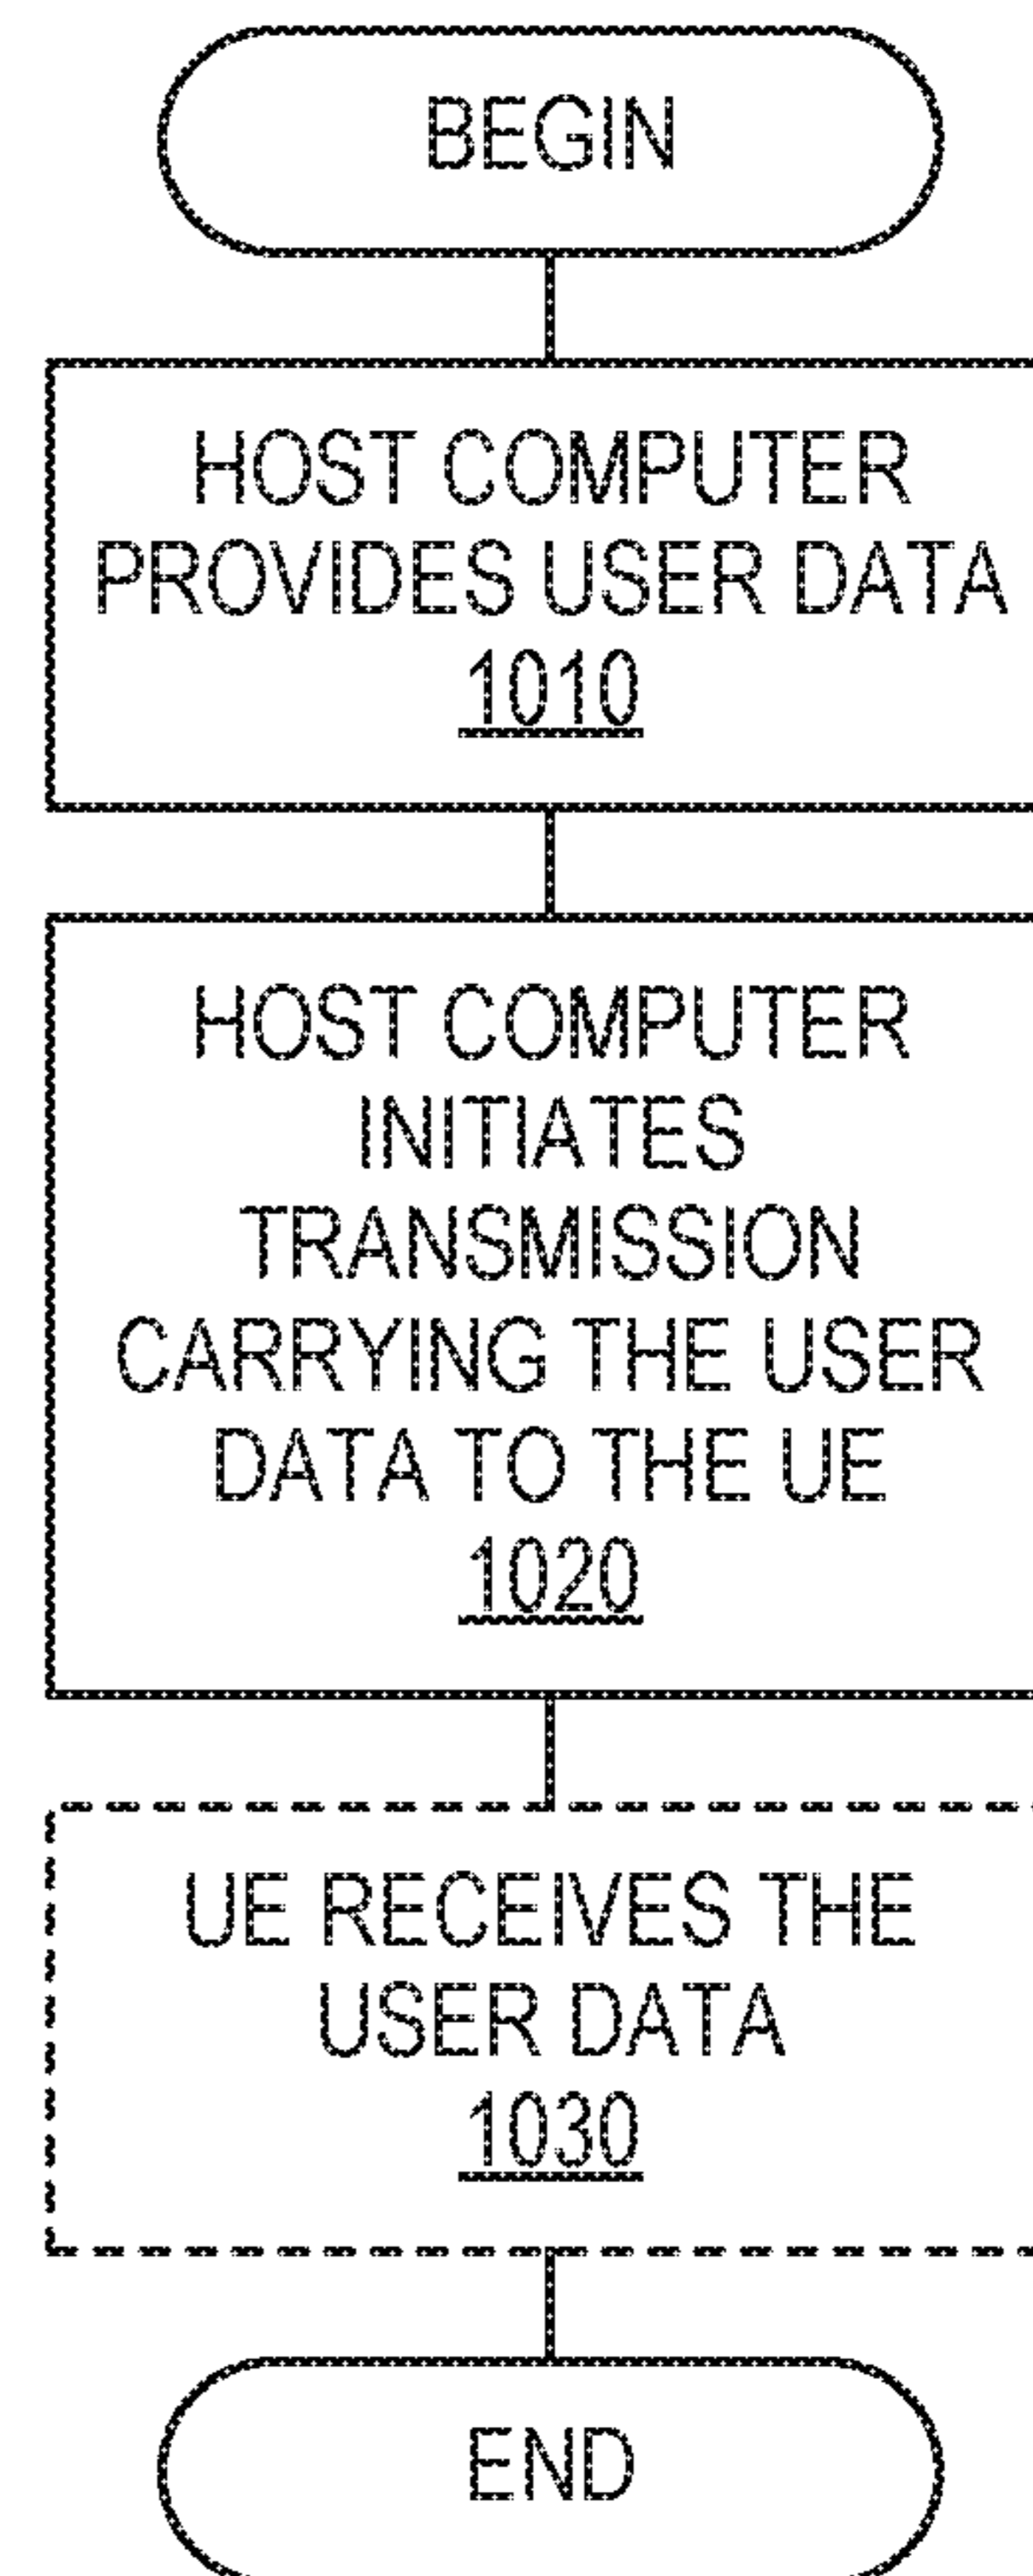 BEGIN
HOST COMPUTER
PROVIDES USER DATA
1010
HOST COMPUTER
INITIATES
TRANSMISSION
CARRYING THE USER
DATA TO THE UE
1020
UE RECEIVES THE
USER DATA
1030
END